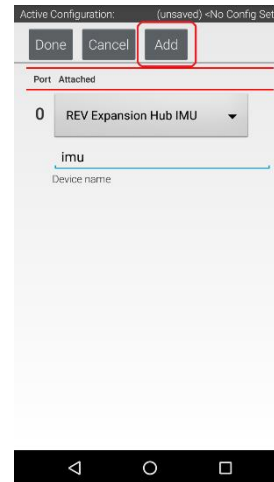 Active Configuration: (unsaved) <No Config Set
Done Cancel Add
Port Attached
0 REV Expansion Hub IMU
imu
Device name